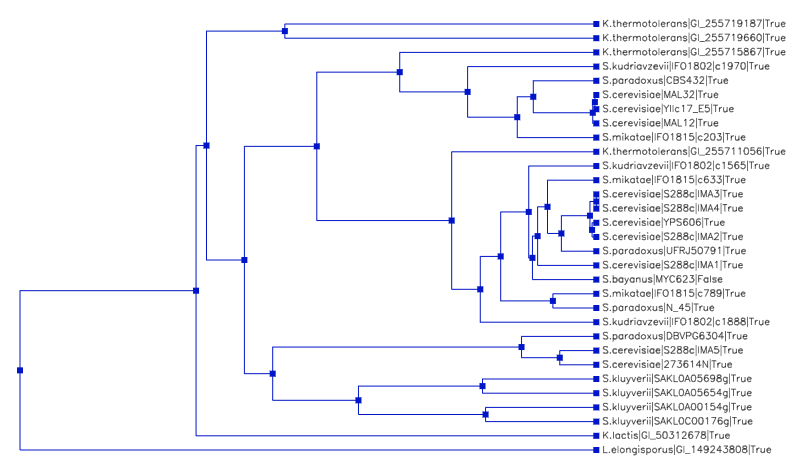 K.thermotolerans|GI_255719187|True
K.thermotolerans|GI_255719660|True
K.thermotolerans|GI_255715867|True
S.kudriavzevii|IFO1802|c1970|True
S.paradoxus|CBS432|True
S.cerevisiae|MAL32|True
S.cerevisiae|YIlc17_E5|True
S.cerevisiae|MAL12|True
S.mikatae|IFO1815|c203|True
K.thermotolerans|GI_255711056|True
S.kudriavzevii|IFO1802|c1565|True
S.mikatae|IFO1815|c633|True
S.cerevisiae|S288c|IMA3|True
S.cerevisiae|S288c|IMA4|True
S.cerevisiae|YPS606|True
S.cerevisiae|S288c|IMA2|True
S.paradoxus|UFRJ50791|True
S.cerevisiae|S288c|IMA1|True
S.bayanus|MYC623|False
S.mikatae|IFO1815|c789|True
S.paradoxus|N_45|True
S.kudriavzevii|IFO1802|c1888|True
S.paradoxus|DBVPG6304|True
S.cerevisiae|S288c|IMA5|True
S.cerevisiae|273614N|True
S.kluyverii|SAKL0A05698g|True
S.kluyverii|SAKL0A05654g|True
S.kluyverii|SAKL0A00154g|True
S.kluyverii|SAKL0C00176g|True
K.lactis|GI_50312678|True
L.elongisporus|GI_149243808|True